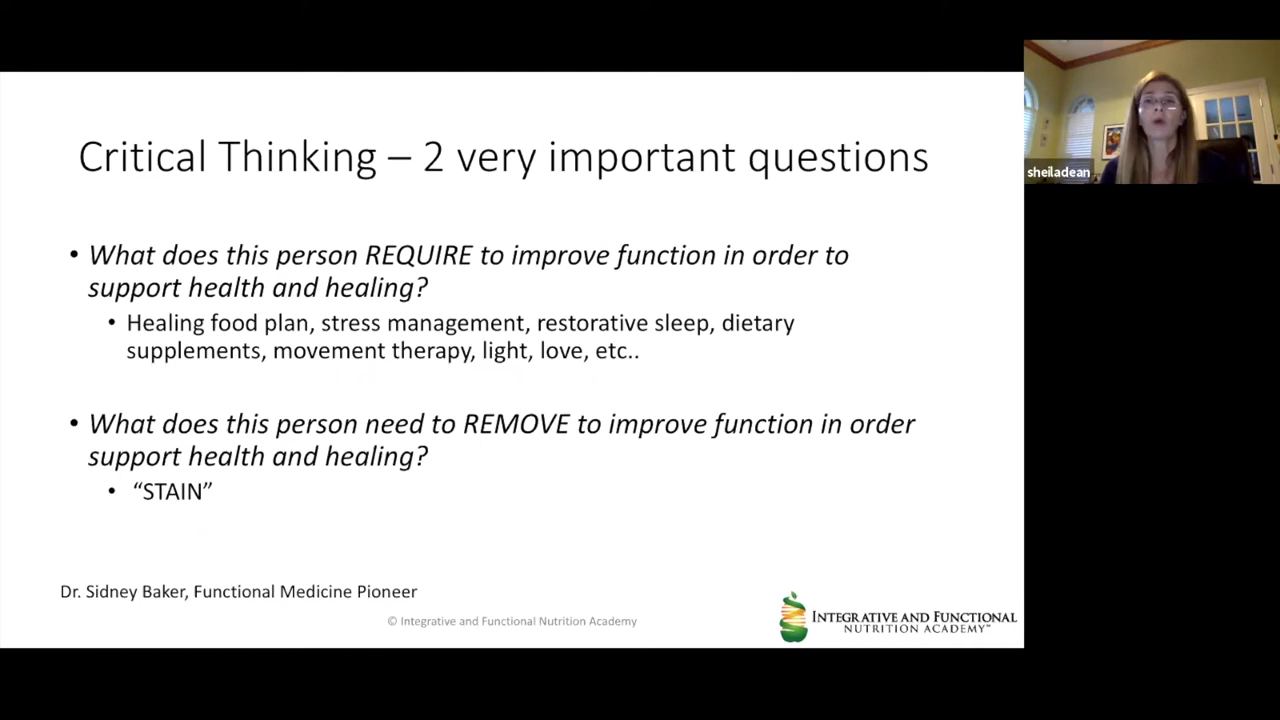 Critical Thinking – 2 very important questions
• What does this person REQUIRE to improve function in order to
support health and healing?
• Healing food plan, stress management, restorative sleep, dietary
supplements, movement therapy, light, love, etc..
• What does this person need to REMOVE to improve function in order
support health and healing?
• “STAIN”
Dr. Sidney Baker, Functional Medicine Pioneer
© Integrative and Functional Nutrition Academy
INTEGRATIVE AND FUNCTIONAL
NUTRITION ACADEMY™
sheiladean